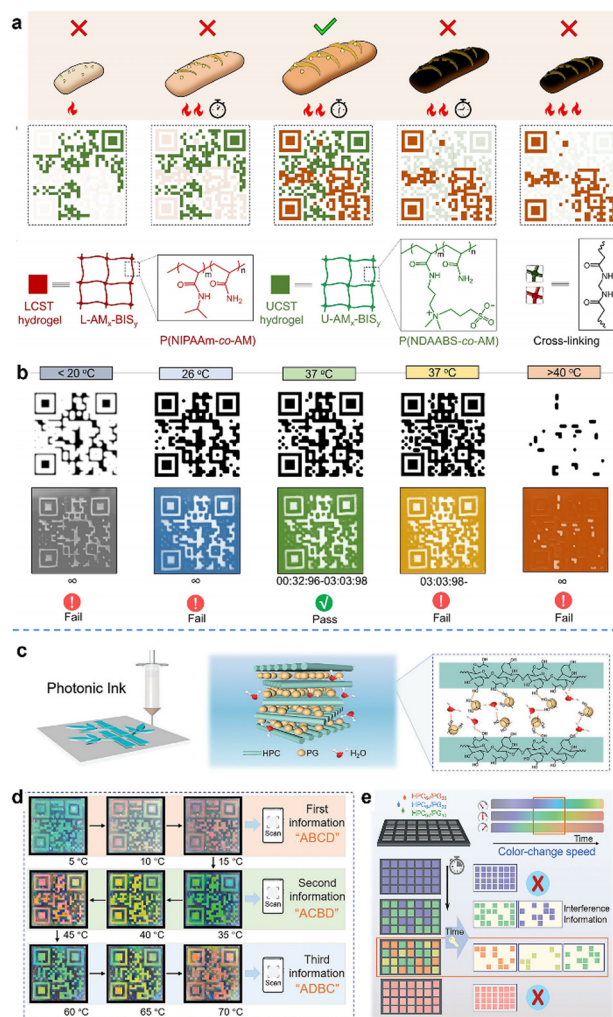 a
LCST
hydrogel
L-AMx-BISy
m
n
O
O
NH
NH2
P(NIPAAm-co-AM)
UCST
hydrogel
U-AMx-BISy
P(NDAABS-co-AM)
Cross-linking
b
< 20 °C
26 °C
37 °C
37 °C
>40 °C
∞
∞
00:32:96-03:03:98
03:03:98-
∞
Fail
Fail
Pass
Fail
Fail
c
Photonic Ink
HPC
PG
H2O
d
5 °C
10 °C
15 °C
Scan
First
information
"ABCD"
45 °C
40 °C
35 °C
Scan
Second
information
"ACBD"
60 °C
65 °C
70 °C
Scan
Third
information
"ADBC"
e
Time
Color-change speed
Time
Interference
Information